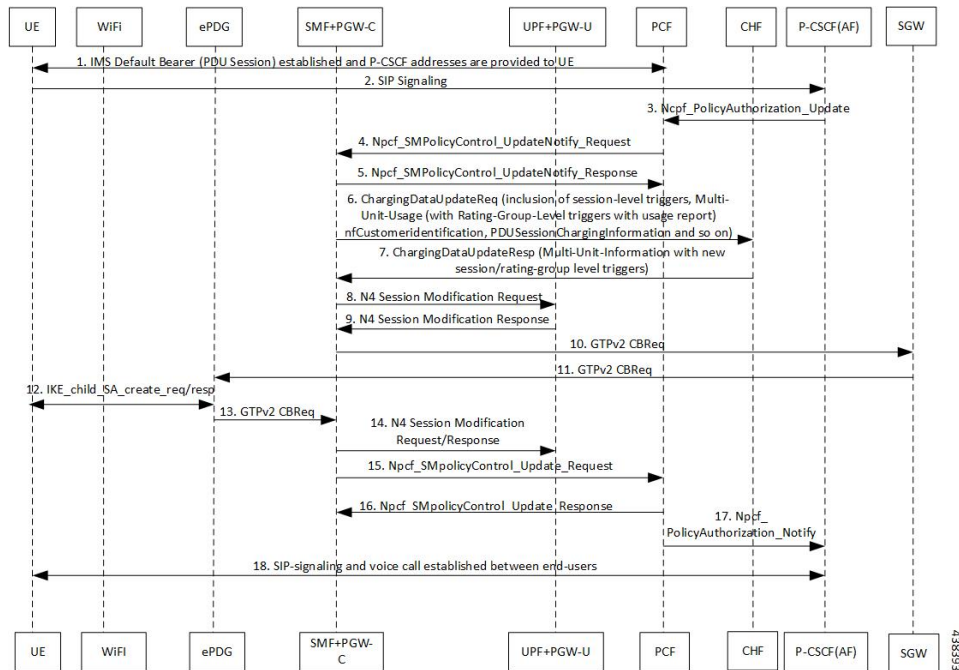 UE WiFi ePDG SMF+PGW-C UPF+PGW-U PCF CHF P-CSCF(AF) SGW
1. IMS Default Bearer (PDU Session) established and P-CSCF addresses are provided to UE
2. SIP Signaling
3. Ncpf_PolicyAuthorization_Update
4. Npcf_SMPolicyControl_UpdateNotify_Request
5. Npcf_SMPolicyControl_UpdateNotify_Response
6. ChargingDataUpdateReq (inclusion of session-level triggers, Multi-
Unit-Usage (with Rating-Group-Level triggers with usage report)
nfCustomeridentification, PDUSessionChargingInformation and so on)
7. ChargingDataUpdateResp (Multi-Unit-Information with new
session/rating-group level triggers)
8. N4 Session Modification Request
9. N4 Session Modification Response
10. GTPv2 CBReq
11. GTPv2 CBReq
12. IKE_child_SA_create_req/resp
13. GTPv2 CBReq
14. N4 Session Modification
Request/Response
15. Npcf_SMpolicyControl_Update_Request
16. Npcf_SMpolicyControl_Update_Response
17. Npcf_
PolicyAuthorization_Notify
18. SIP-signaling and voice call established between end-users
UE WiFI ePDG SMF+PGW-
C UPF+PGW-U PCF CHF P-CSCF(AF) SGW
438393